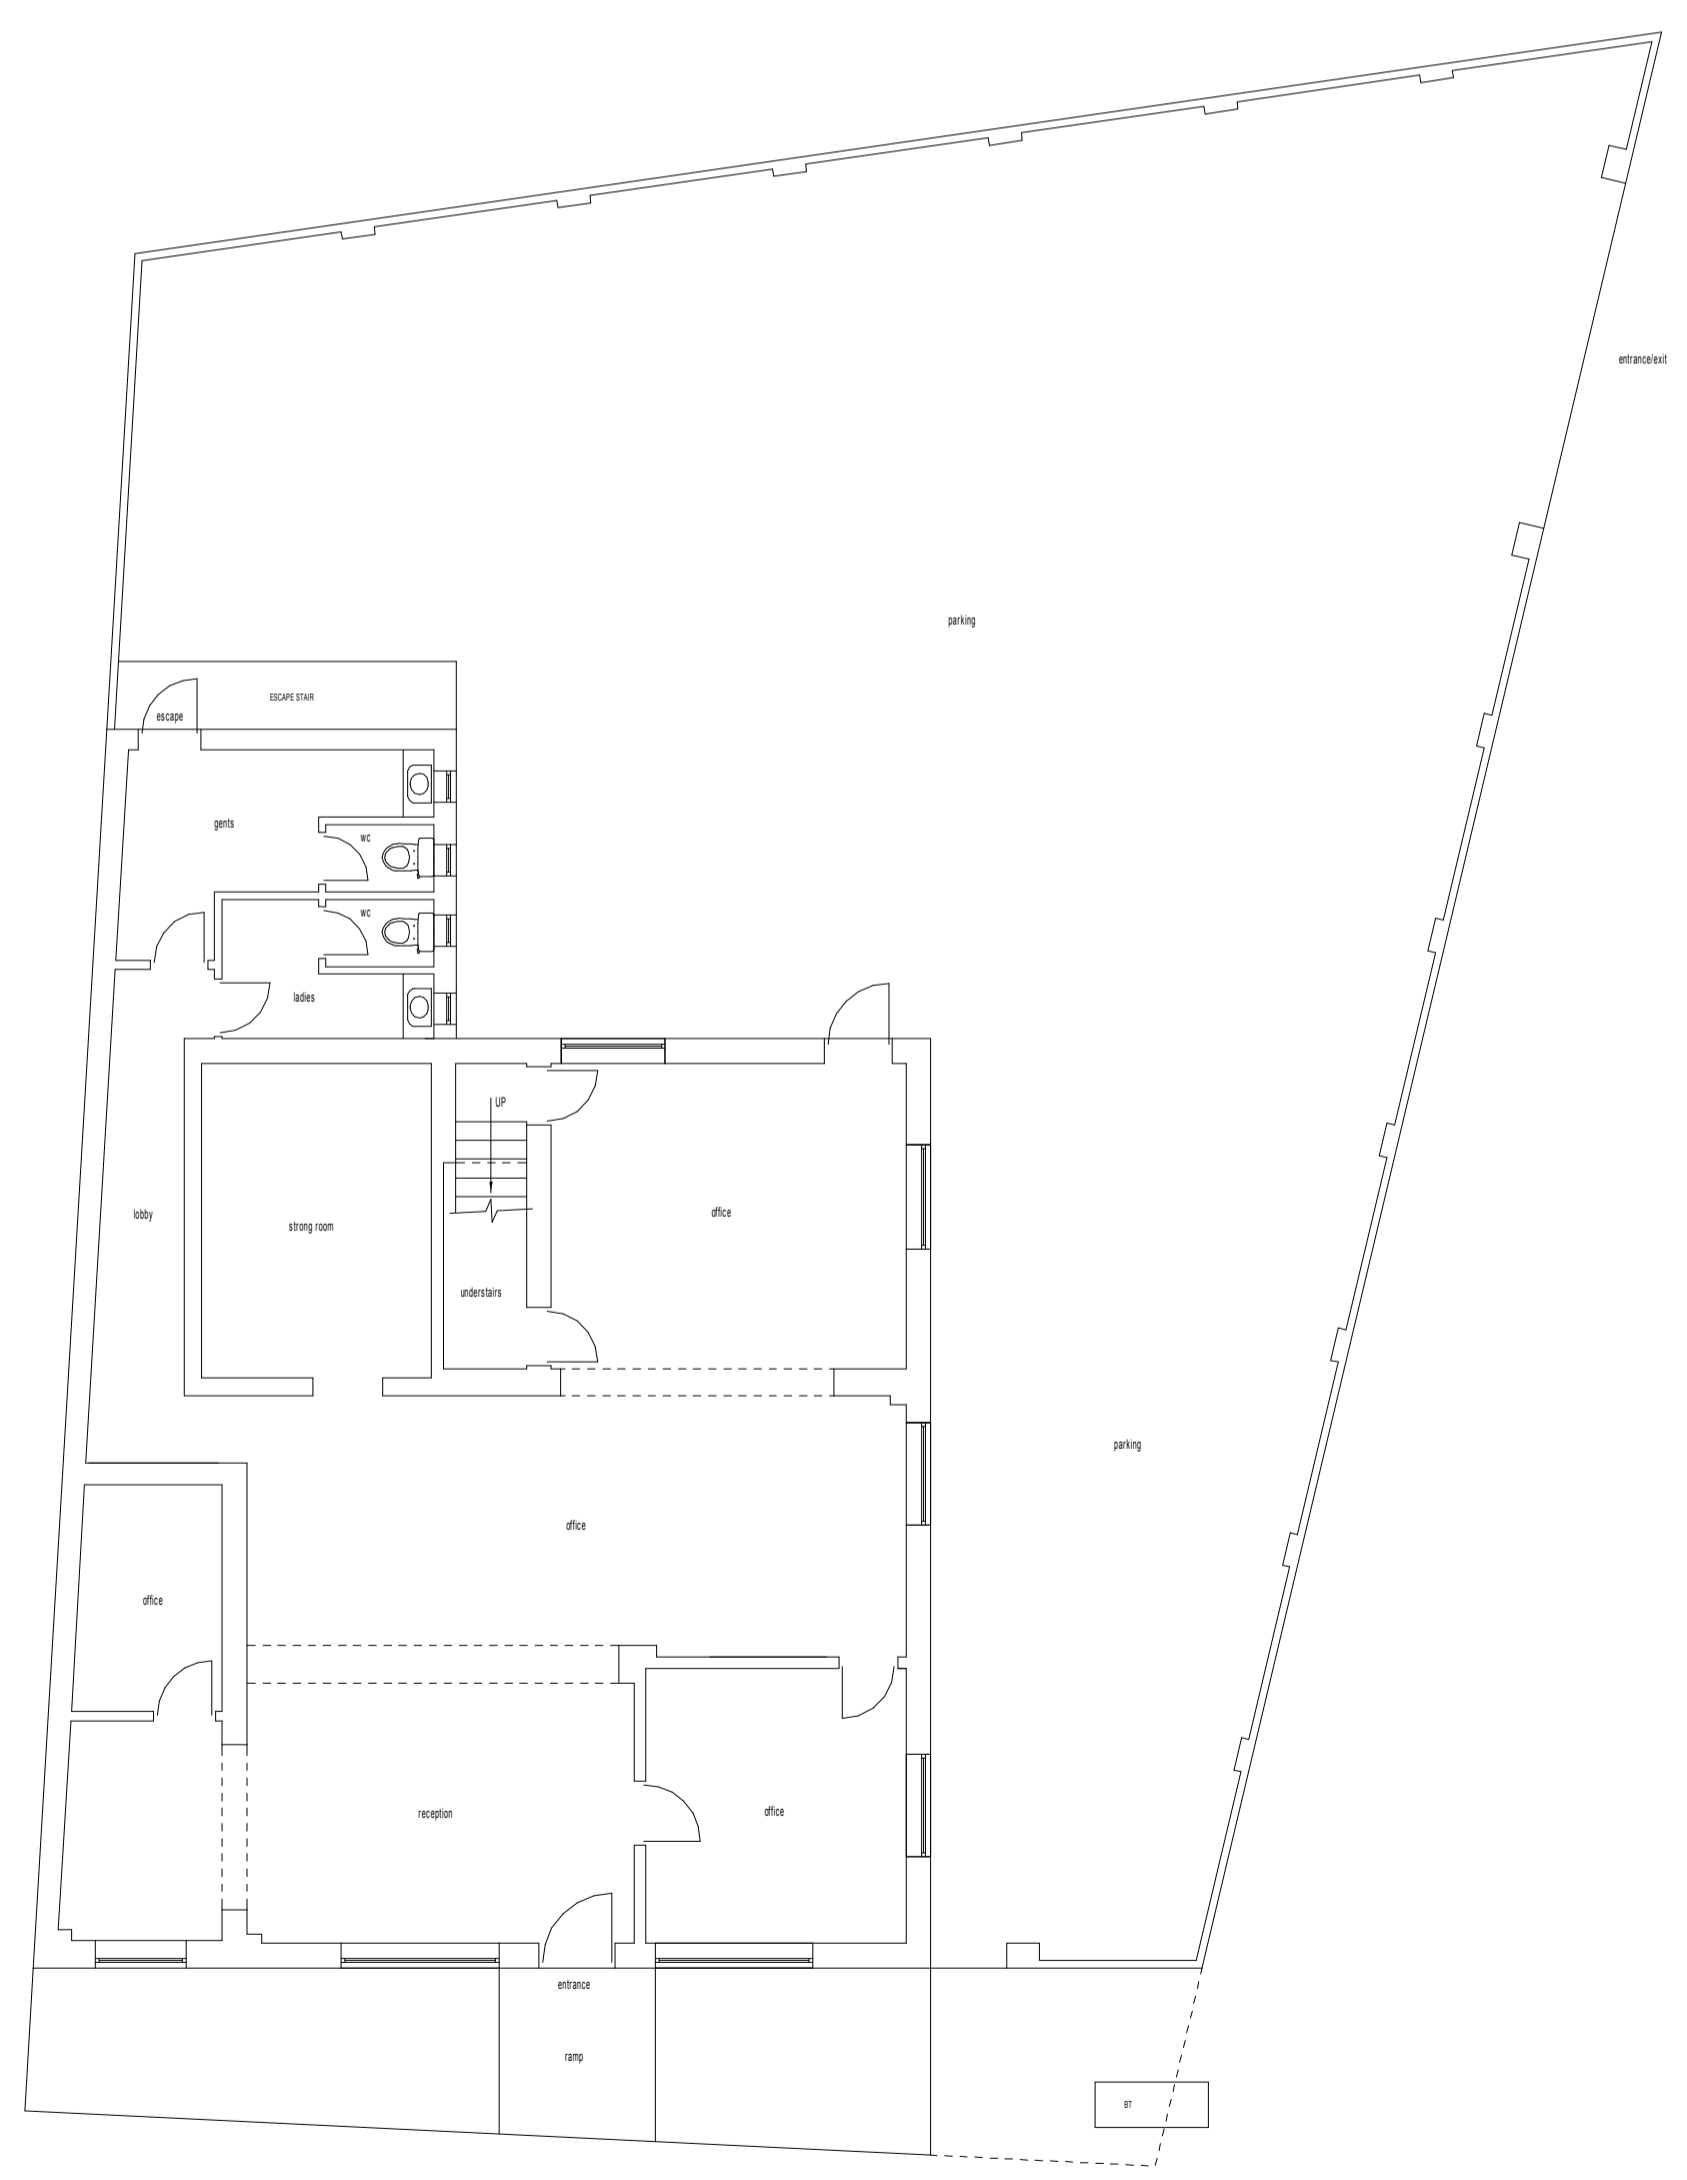 entrance/exit
parking
ESCAPE STAIR
escape
gents
wc
wc
ladies
UP
lobby
strong room
office
understairs
parking
office
office
reception
office
entrance
ramp
BT